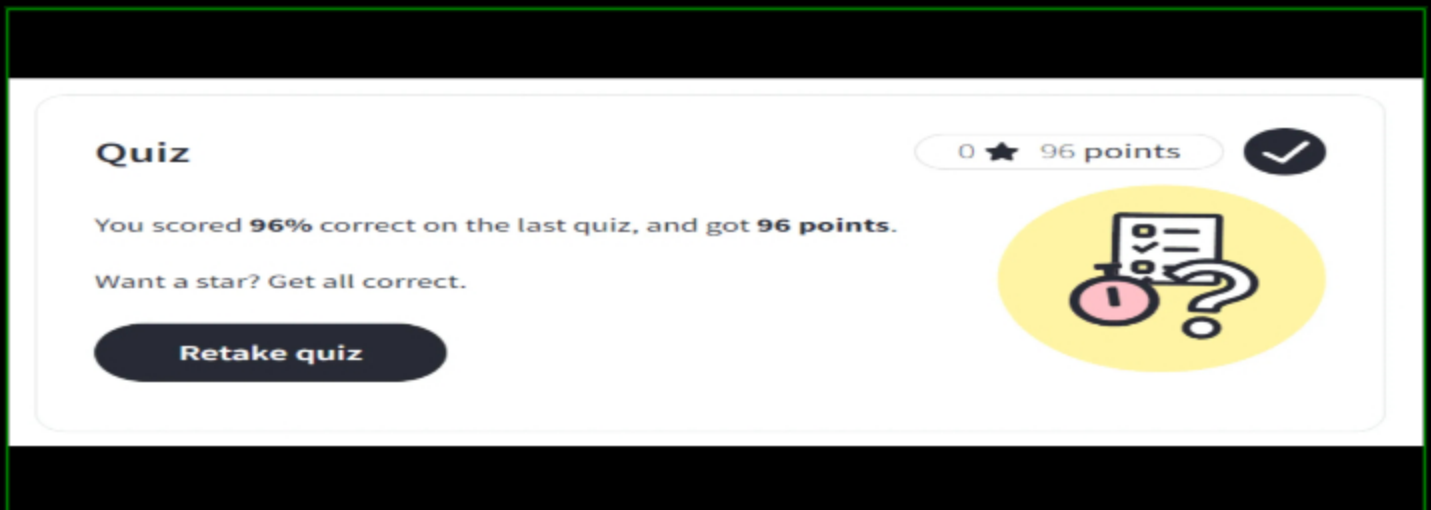 Quiz
0 ★ 96 points
You scored 96% correct on the last quiz, and got 96 points.
Want a star? Get all correct.
Retake quiz